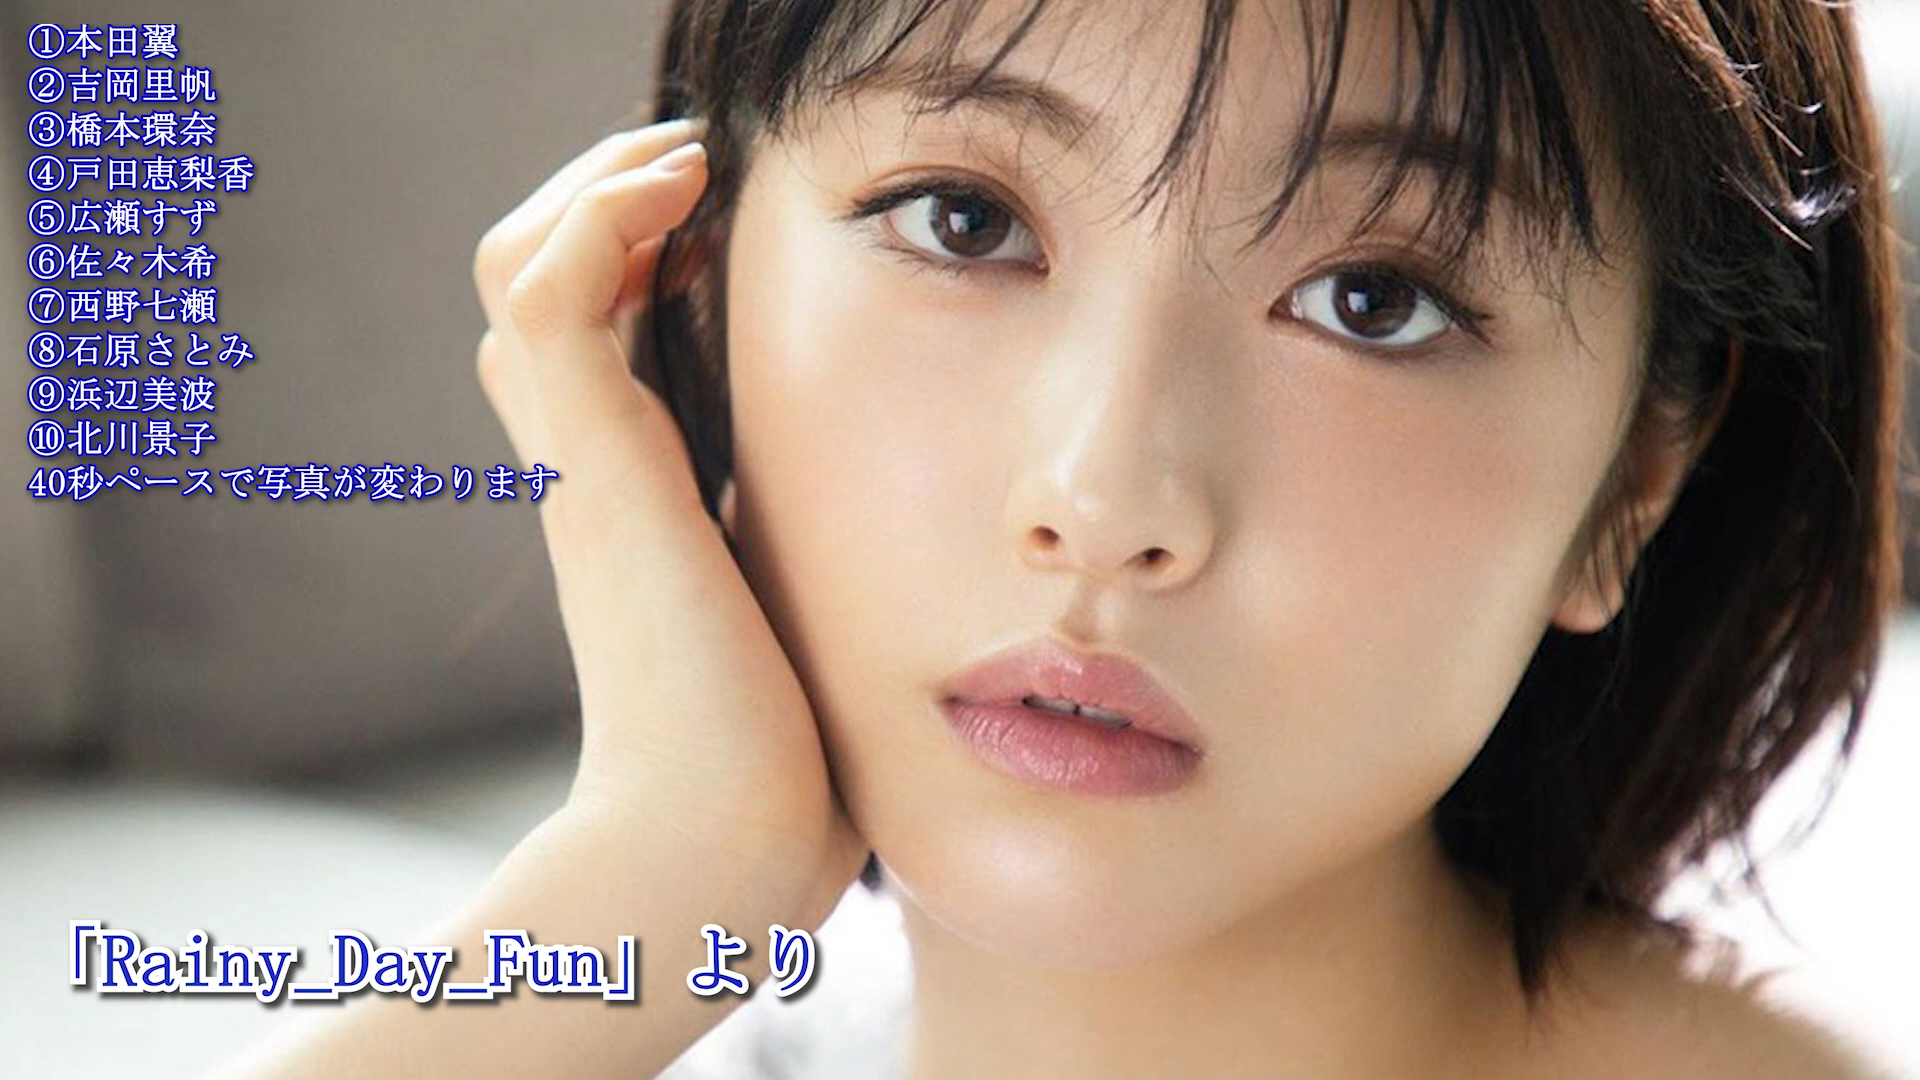 ①本田翼
②吉岡里帆
③橋本環奈
④戸田恵梨香
⑤広瀬すず
⑥佐々木希
⑦西野七瀬
⑧石原さとみ
⑨浜辺美波
⑩北川景子
40秒ペースで写真が変わります
「Rainy_Day_Fun」 より